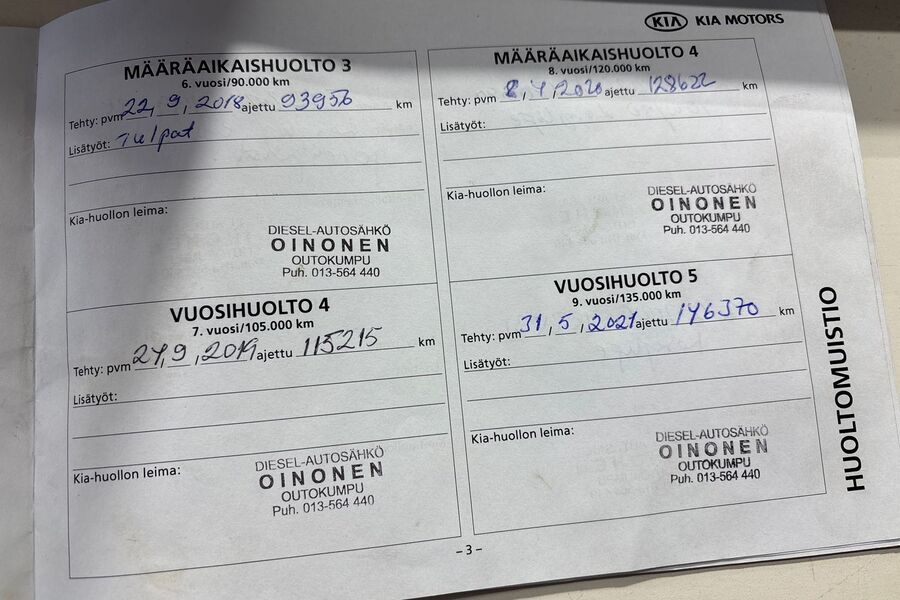 KIA KIA MOTORS
MÄÄRÄAIKAISHUOLTO 3
6. vuosi/90.000 km
Tehty: pvm 22, 9, 2018 ajettu 93956 km
Lisätyöt: Tulpat
Kia-huollon leima:
DIESEL-AUTOSÄHKÖ
OINONEN
OUTOKUMPU
Puh. 013-564 440
VUOSIHUOLTO 4
7. vuosi/105.000 km
Tehty: pvm 24, 9, 2019 ajettu 115215 km
Lisätyöt:
Kia-huollon leima:
DIESEL-AUTOSÄHKÖ
OINONEN
OUTOKUMPU
Puh. 013-564 440
MÄÄRÄAIKAISHUOLTO 4
8. vuosi/120.000 km
Tehty: pvm 2020 ajettu 128622 km
Lisätyöt:
Kia-huollon leima:
DIESEL-AUTOSÄHKÖ
OINONEN
OUTOKUMPU
Puh. 013-564 440
VUOSIHUOLTO 5
9. vuosi/135.000 km
Tehty: pvm 31, 5, 2021 ajettu 146370 km
Lisätyöt:
Kia-huollon leima:
DIESEL-AUTOSÄHKÖ
OINONEN
OUTOKUMPU
Puh. 013-564 440
HUOLTOMUISTIO
– 3 –